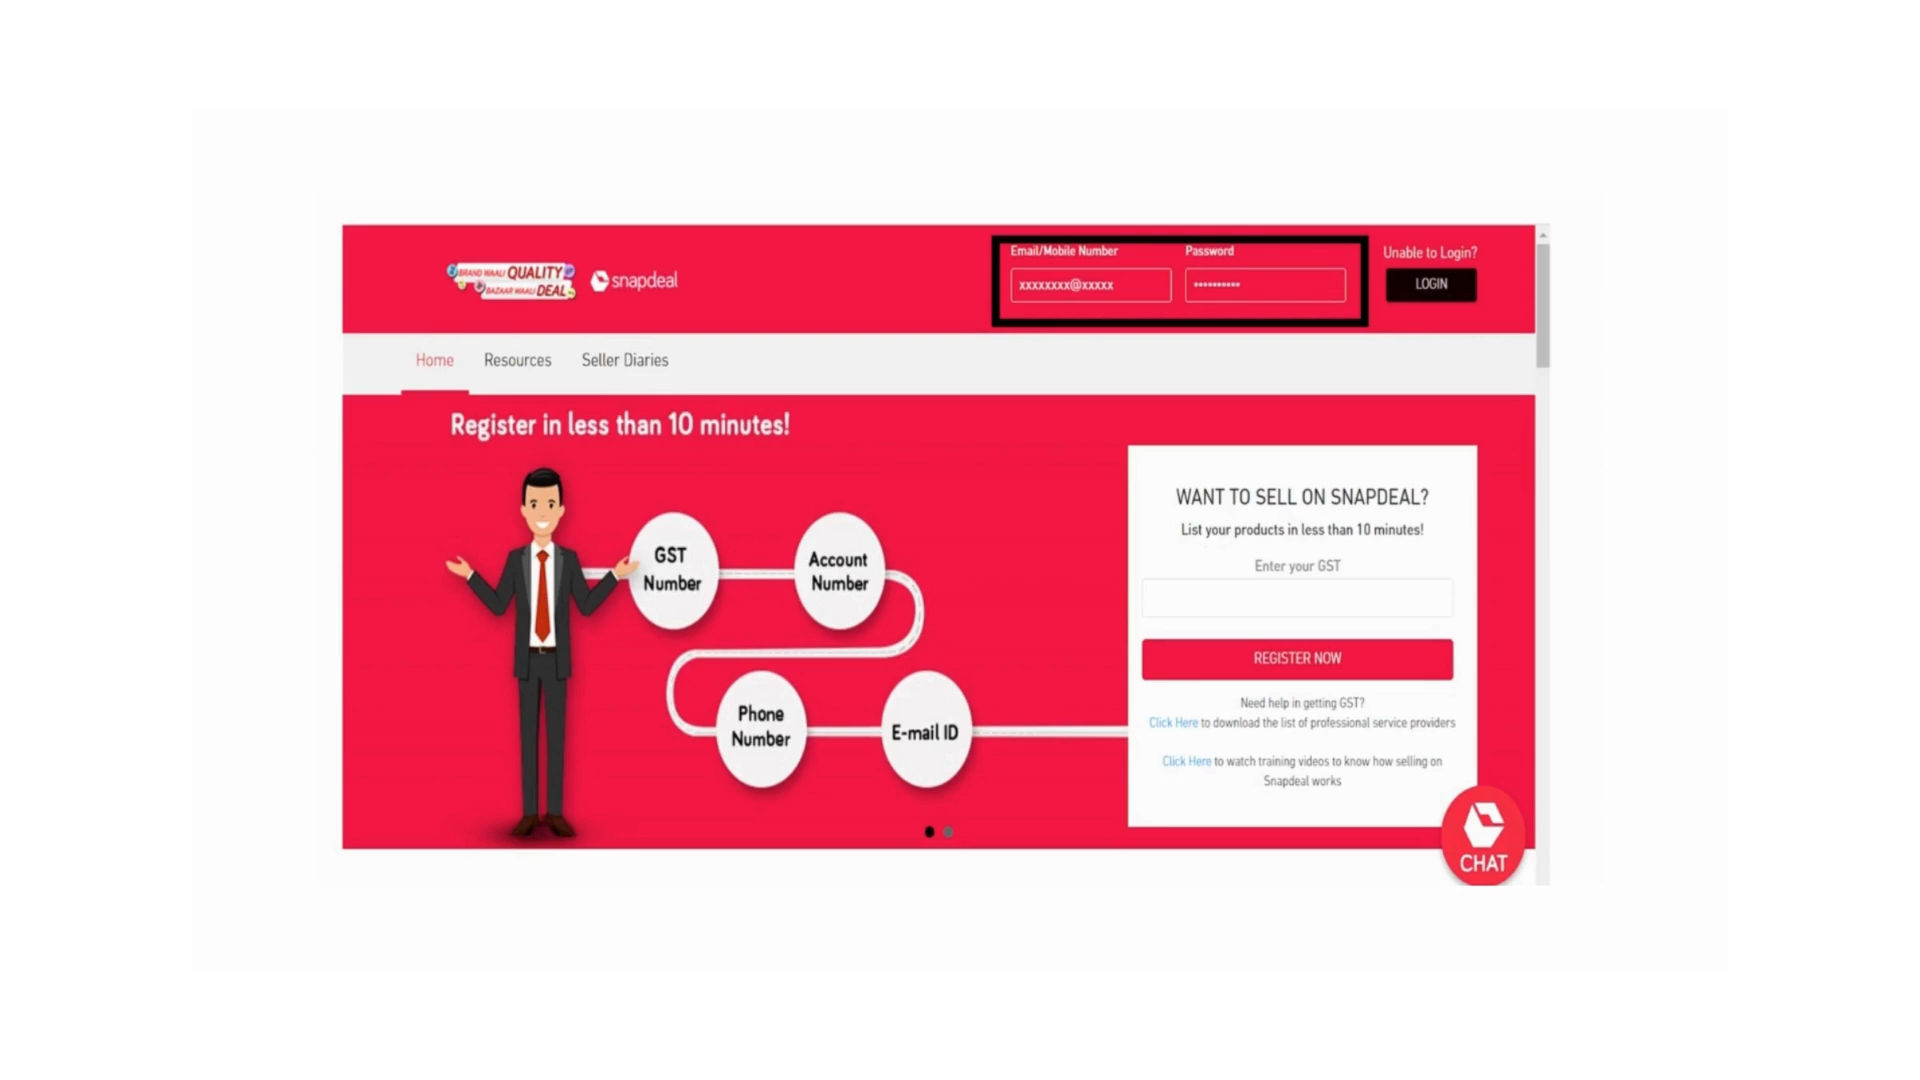 BRAND WAALI QUALITY
BAZAAR WAALI DEAL
snapdeal
Email/Mobile Number
Password
Unable to Login?
xxxxxxxx@xxxxx
••••••••••
LOGIN
Home
Resources
Seller Diaries
Register in less than 10 minutes!
GST
Number
Account
Number
Phone
Number
E-mail ID
WANT TO SELL ON SNAPDEAL?
List your products in less than 10 minutes!
Enter your GST
REGISTER NOW
Need help in getting GST?
Click Here to download the list of professional service providers
Click Here to watch training videos to know how selling on
Snapdeal works
CHAT